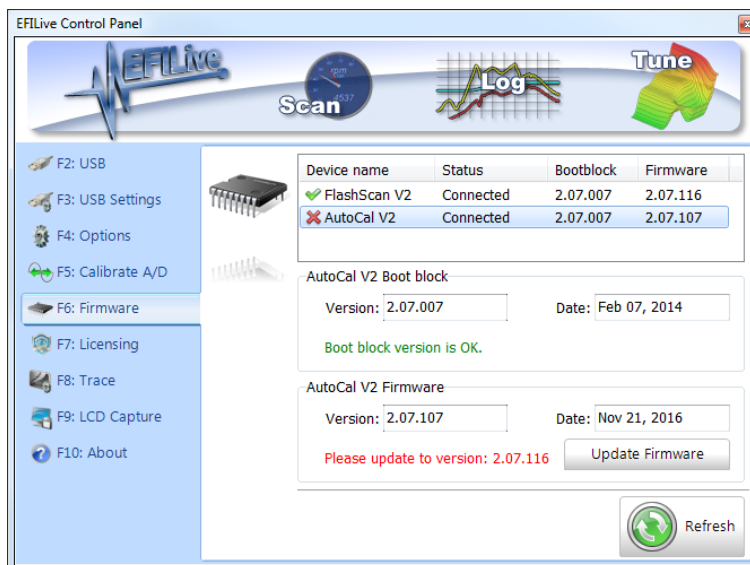 EFILive Control Panel
EFILive
Scan
rpm
4537
Log
Tune
F2: USB
F3: USB Settings
F4: Options
F5: Calibrate A/D
F6: Firmware
F7: Licensing
F8: Trace
F9: LCD Capture
F10: About
Device name Status Bootblock Firmware
FlashScan V2 Connected 2.07.007 2.07.116
AutoCal V2 Connected 2.07.007 2.07.107
AutoCal V2 Boot block
Version: 2.07.007 Date: Feb 07, 2014
Boot block version is OK.
AutoCal V2 Firmware
Version: 2.07.107 Date: Nov 21, 2016
Please update to version: 2.07.116 Update Firmware
Refresh